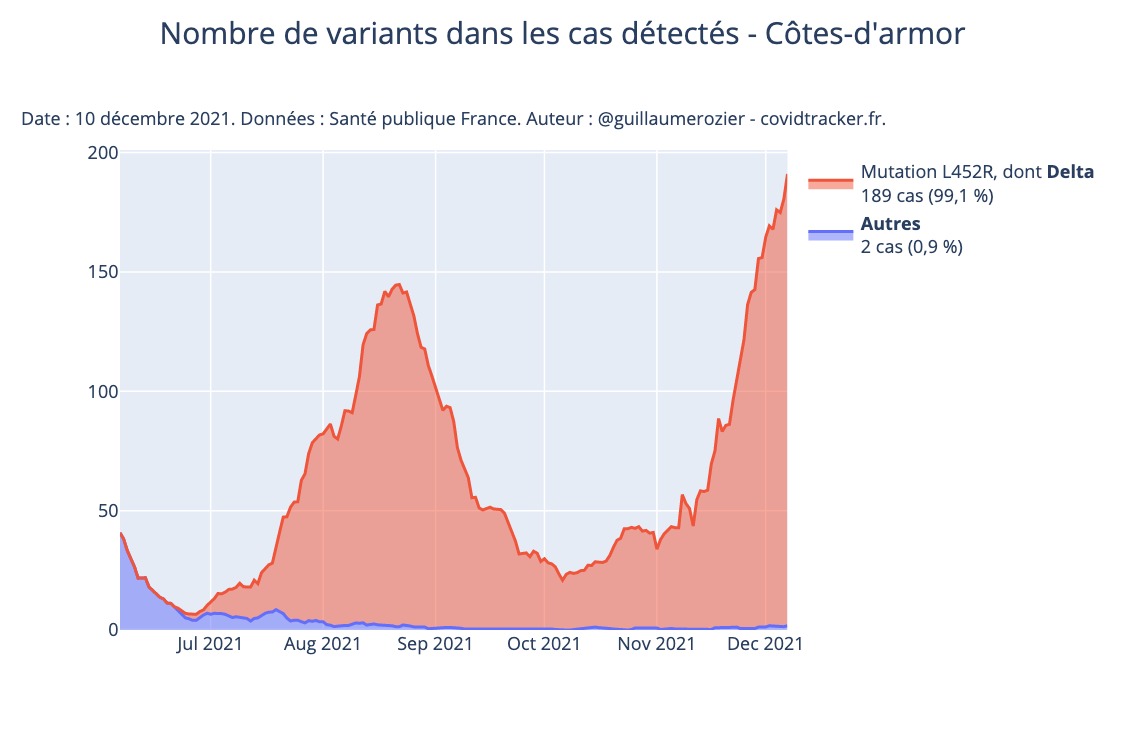 Nombre de variants dans les cas détectés - Côtes-d'armor
Date : 10 décembre 2021. Données : Santé publique France. Auteur : @guillaumerozier - covidtracker.fr.
200
150
100
50
0
Jul 2021
Aug 2021
Sep 2021
Oct 2021
Nov 2021
Dec 2021
Mutation L452R, dont Delta
189 cas (99,1 %)
Autres
2 cas (0,9 %)